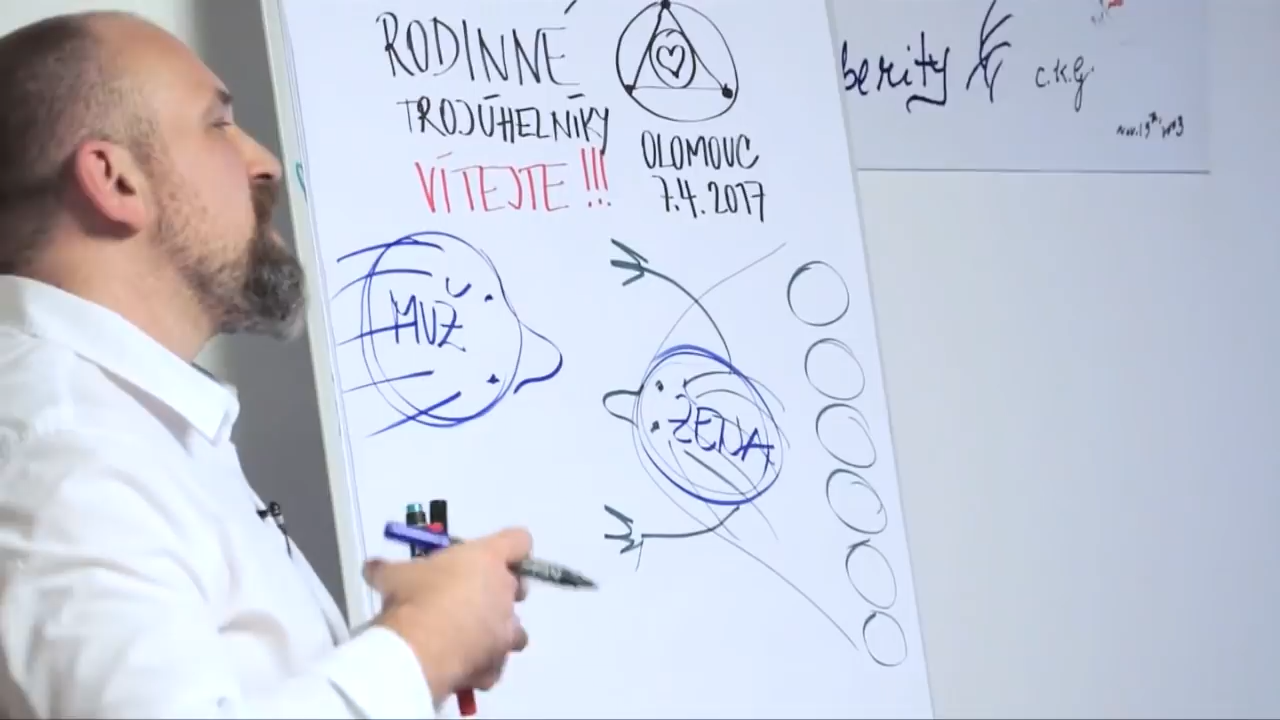 RODINNÉ
TROJÚHELNÍKY
VÍTEJTE!!!
OLOMOUC
7.4.2017
MUŽ
ŽENA
berity
C.K.G.